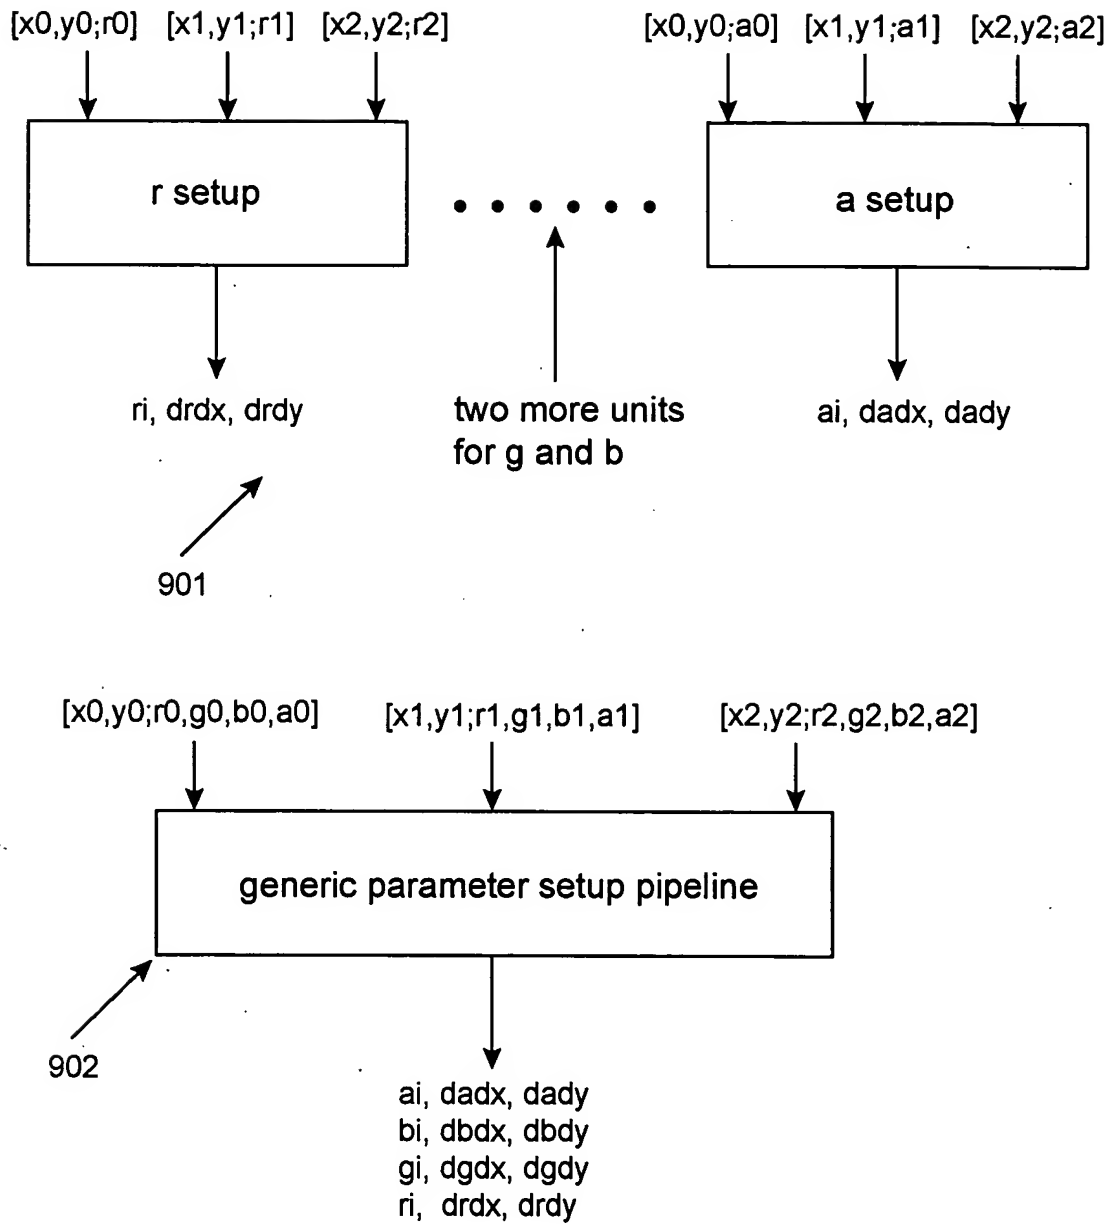 [x0,y0;r0] [x1,y1;r1] [x2,y2;r2] [x0,y0;a0] [x1,y1;a1] [x2,y2;a2]
r setup
a setup
ri, drdx, drdy
two more units
for g and b
ai, dadx, dady
901
[x0,y0;r0,g0,b0,a0] [x1,y1;r1,g1,b1,a1] [x2,y2;r2,g2,b2,a2]
generic parameter setup pipeline
902
ai, dadx, dady
bi, dbdx, dbdy
gi, dgdx, dgdy
ri, drdx, drdy